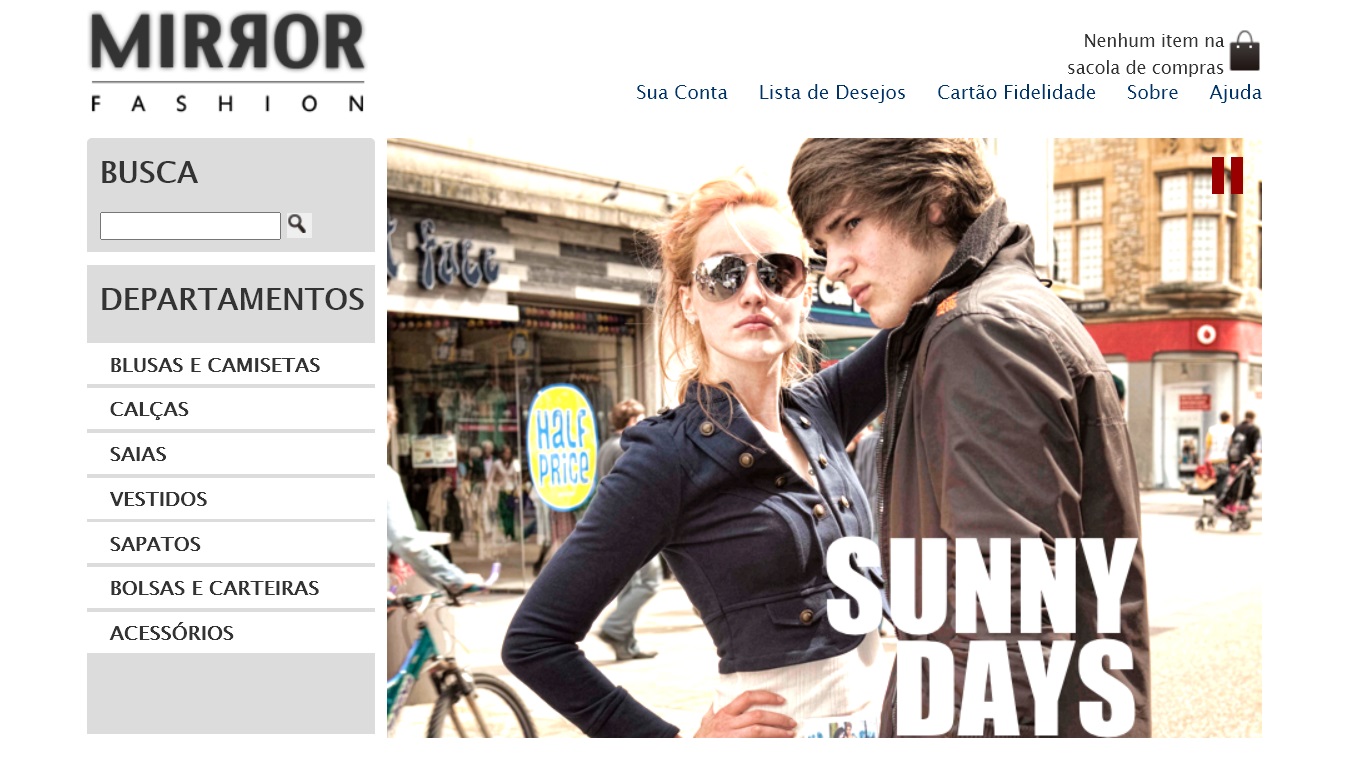 MIRROR
FASHION
Nenhum item na
sacola de compras
Sua Conta Lista de Desejos Cartão Fidelidade Sobre Ajuda
BUSCA
DEPARTAMENTOS
BLUSAS E CAMISETAS
CALÇAS
SAIAS
VESTIDOS
SAPATOS
BOLSAS E CARTEIRAS
ACESSÓRIOS
face
HALF
PRICE
SUNNY
DAYS